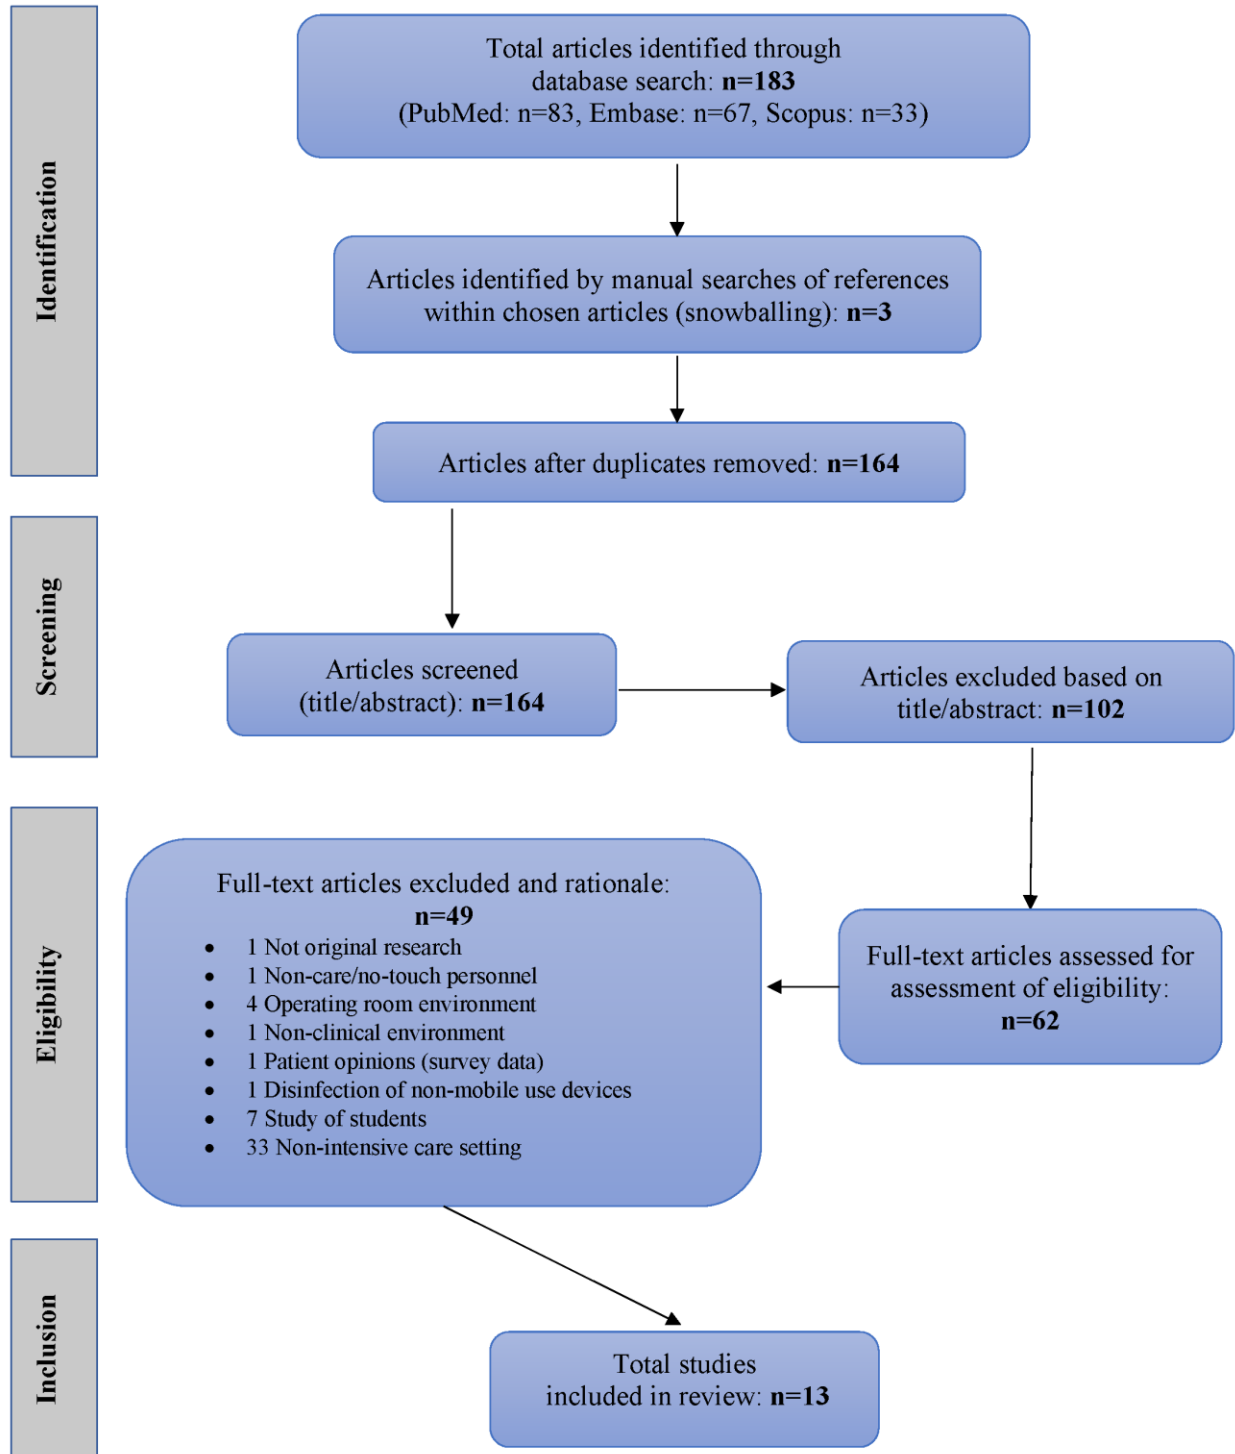 Identification
Total articles identified through
database search: n=183
(PubMed: n=83, Embase: n=67, Scopus: n=33)
Articles identified by manual searches of references
within chosen articles (snowballing): n=3
Articles after duplicates removed: n=164
Screening
Articles screened
(title/abstract): n=164
Articles excluded based on
title/abstract: n=102
Eligibility
Full-text articles assessed for
assessment of eligibility:
n=62
Full-text articles excluded and rationale:
n=49
• 1 Not original research
• 1 Non-care/no-touch personnel
• 4 Operating room environment
• 1 Non-clinical environment
• 1 Patient opinions (survey data)
• 1 Disinfection of non-mobile use devices
• 7 Study of students
• 33 Non-intensive care setting
Inclusion
Total studies
included in review: n=13